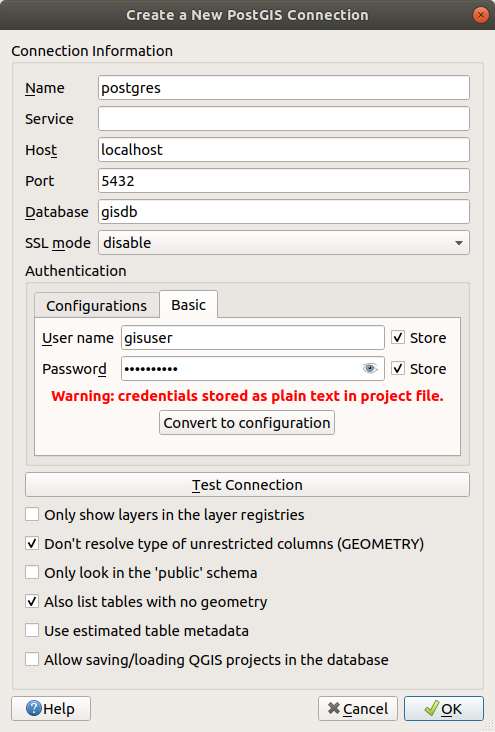 Create a New PostGIS Connection
Connection Information
Name postgres
Service
Host localhost
Port 5432
Database gisdb
SSL mode disable
Authentication
Configurations Basic
User name gisuser Store
Password •••••••••• Store
Warning: credentials stored as plain text in project file.
Convert to configuration
Test Connection
Only show layers in the layer registries
Don't resolve type of unrestricted columns (GEOMETRY)
Only look in the 'public' schema
Also list tables with no geometry
Use estimated table metadata
Allow saving/loading QGIS projects in the database
Help Cancel OK